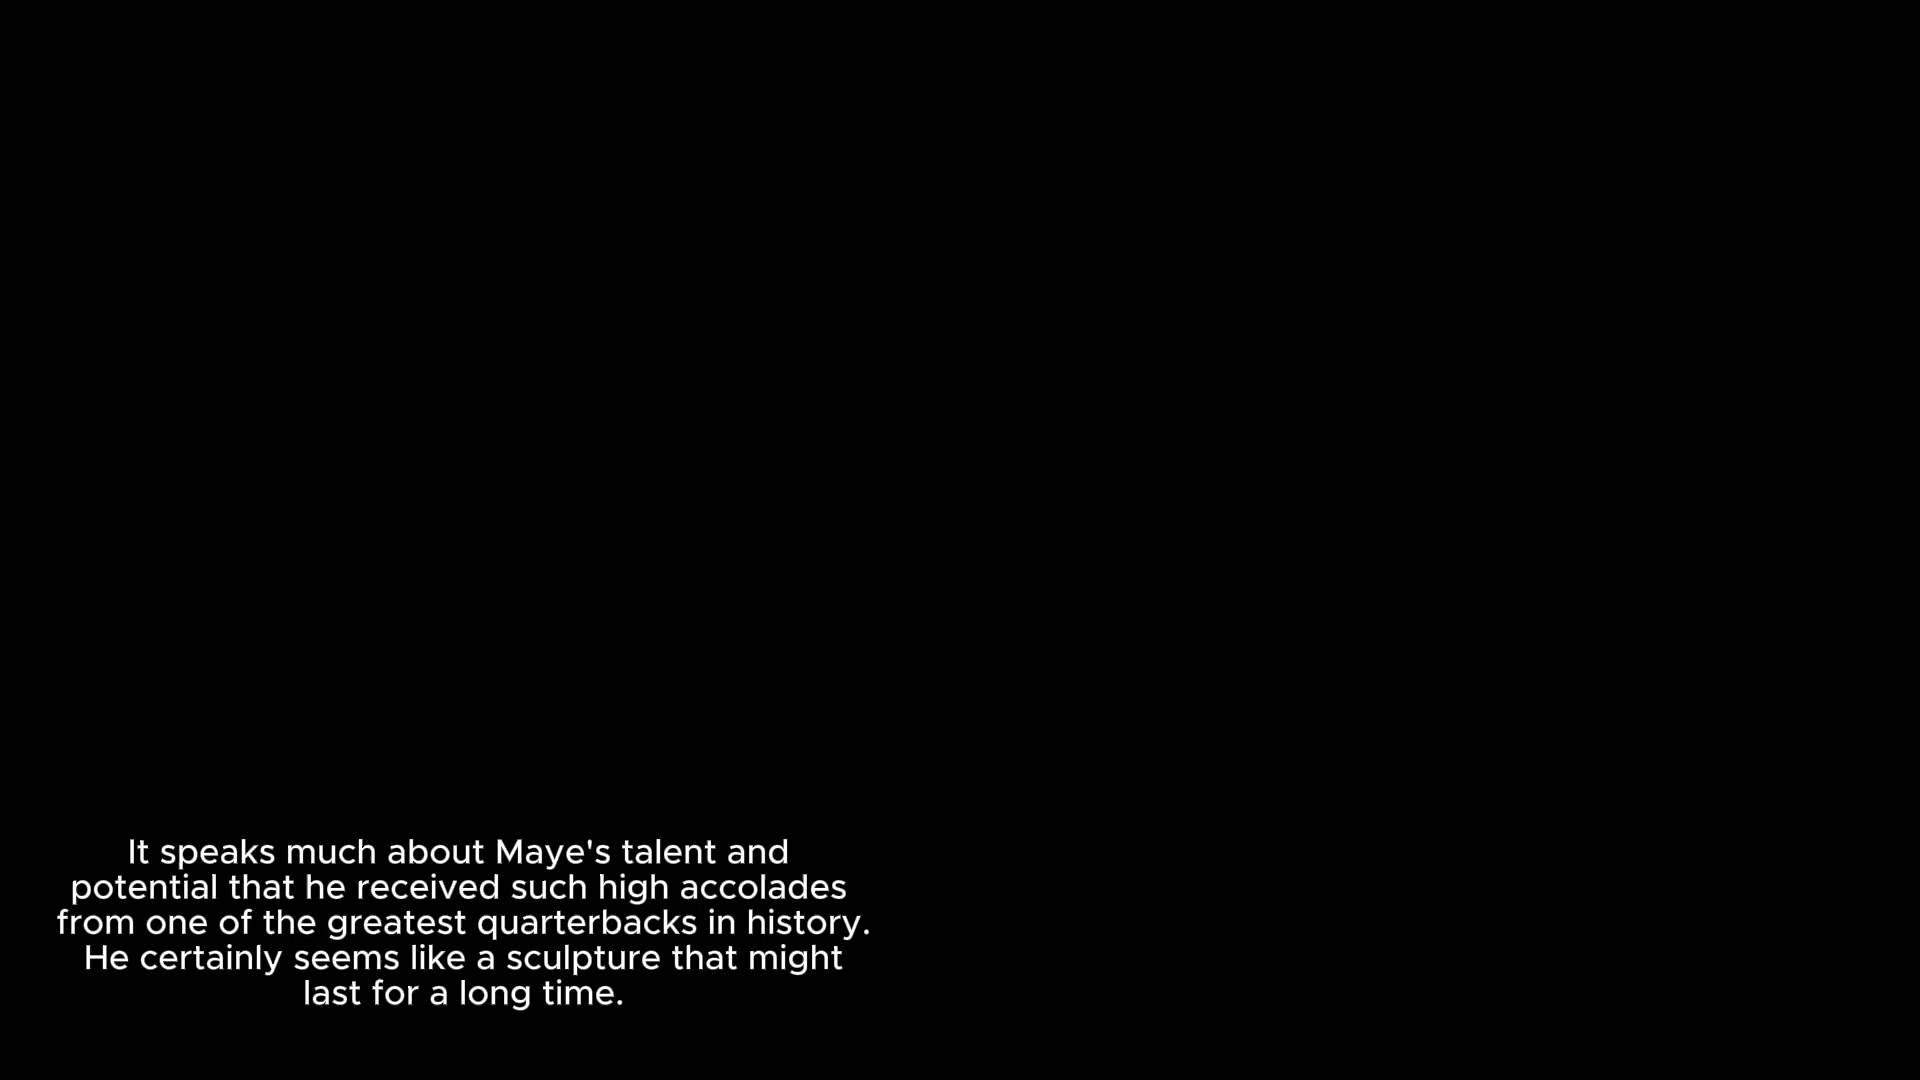 It speaks much about Maye's talent and
potential that he received such high accolades
from one of the greatest quarterbacks in history.
He certainly seems like a sculpture that might
last for a long time.